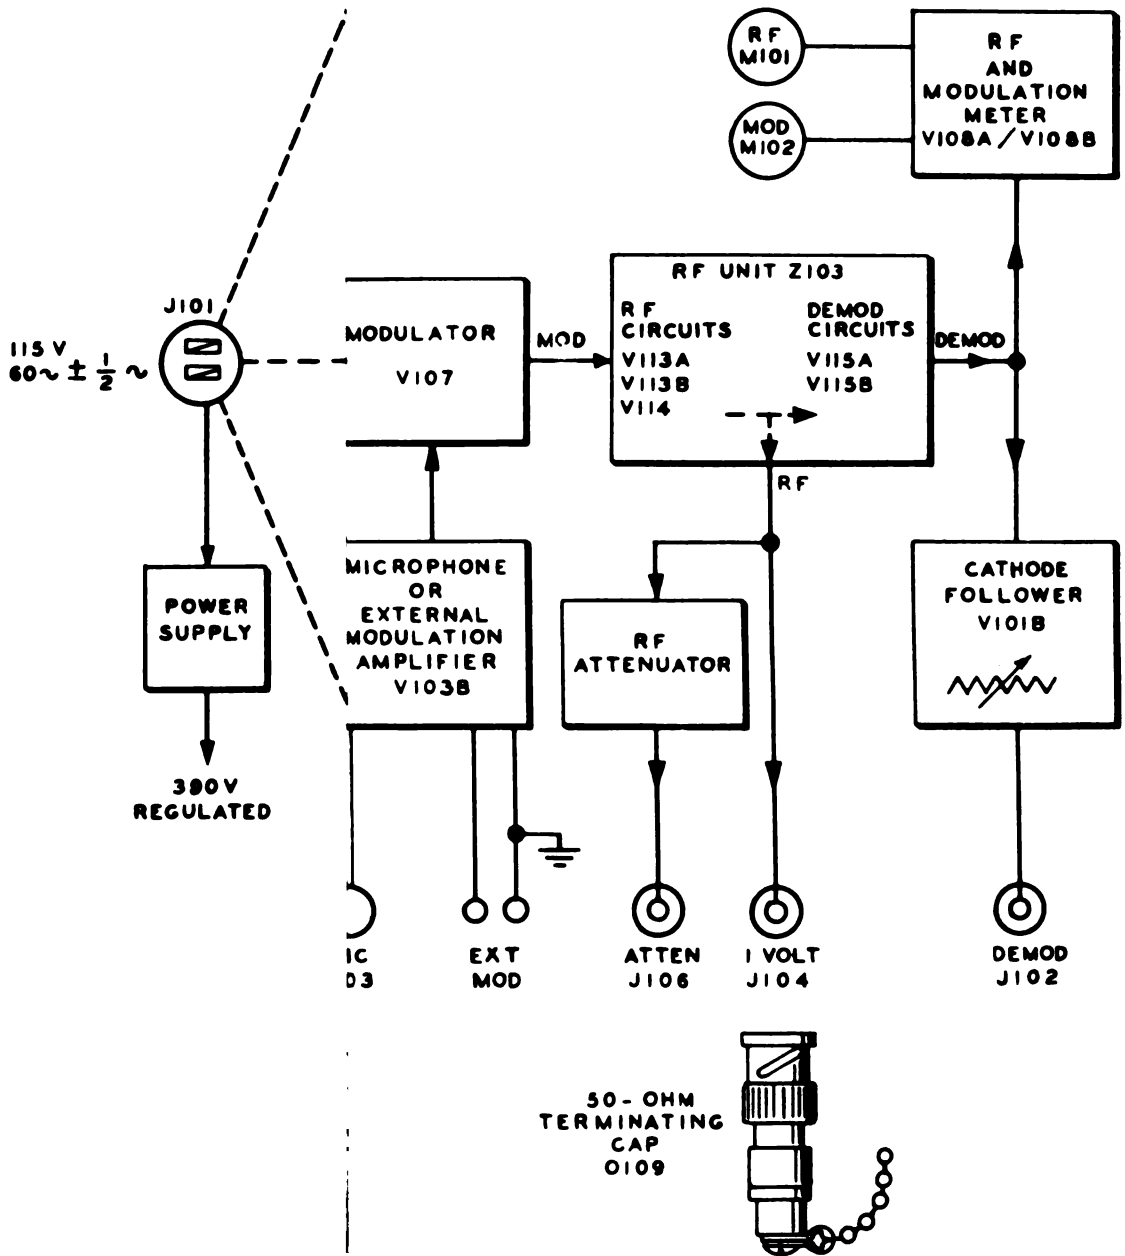 RF
M101
MOD
M102
RF
AND
MODULATION
METER
V108A / V108B
J101
115 V
60~ ± 1/2 ~
MODULATOR
V107
MOD
RF UNIT Z103
RF
CIRCUITS
V113A
V113B
V114
DEMOD
CIRCUITS
V115A
V115B
DEMOD
RF
POWER
SUPPLY
MICROPHONE
OR
EXTERNAL
MODULATION
AMPLIFIER
V103B
RF
ATTENUATOR
CATHODE
FOLLOWER
V101B
REGULATED
IC
03
EXT
MOD
ATTEN
J106
1 VOLT
J104
DEMOD
J102
50-OHM
TERMINATING
CAP
O109